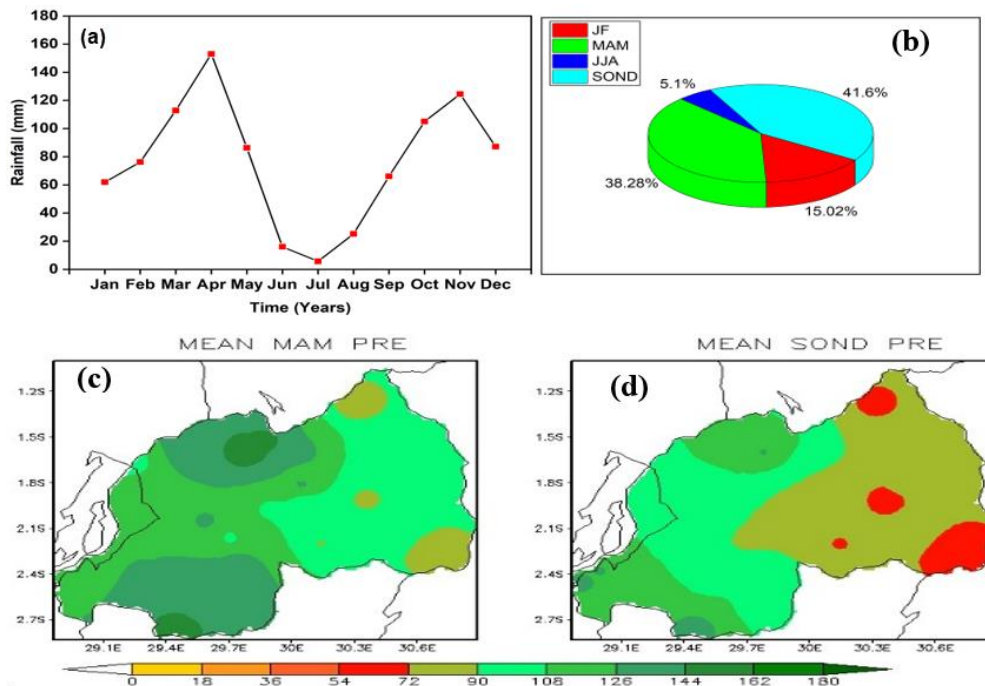 (a)
180
160
140
120
100
80
60
40
20
0
Rainfall (mm)
Jan Feb Mar Apr May Jun Jul Aug Sep Oct Nov Dec
Time (Years)
(b)
JF
MAM
JJA
SOND
5.1%
41.6%
38.28%
15.02%
MEAN MAM PRE
(c)
1.2S
1.5S
1.8S
2.1S
2.4S
2.7S
29.1E 29.4E 29.7E 30E 30.3E 30.6E
MEAN SOND PRE
(d)
1.2S
1.5S
1.8S
2.1S
2.4S
2.7S
29.1E 29.4E 29.7E 30E 30.3E 30.6E
0 18 36 54 72 90 108 126 144 162 180